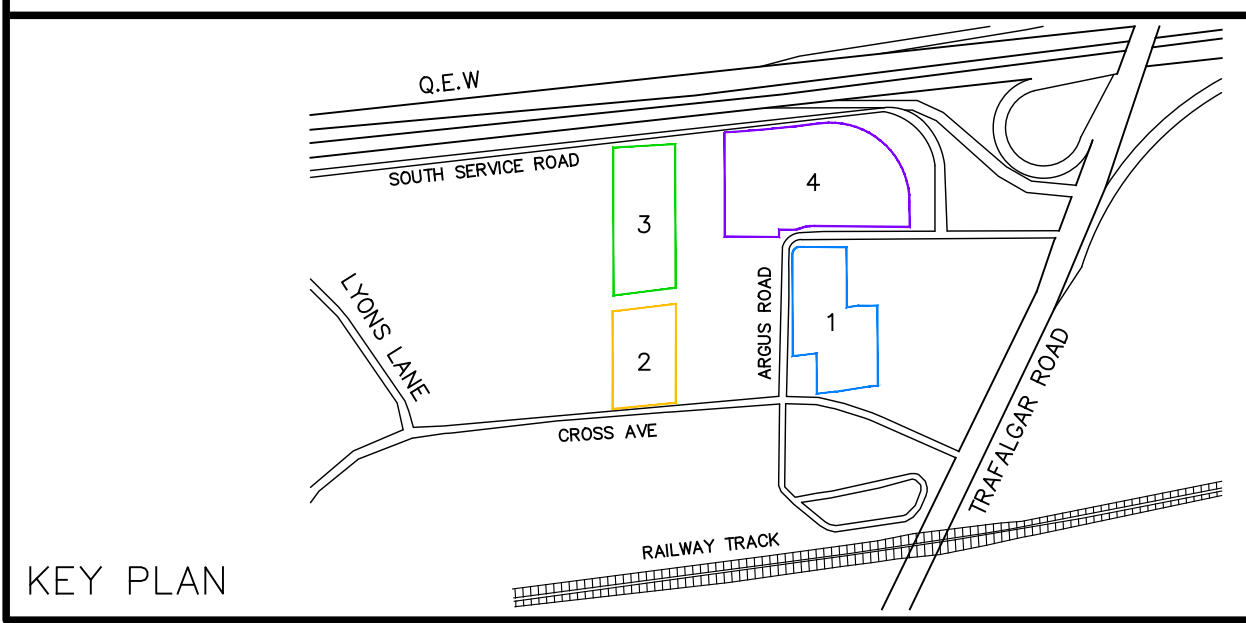 Q.E.W
SOUTH SERVICE ROAD
4
3
LYONS LANE
ARGUS ROAD
1
2
TRAFALGAR ROAD
CROSS AVE
RAILWAY TRACK
KEY PLAN